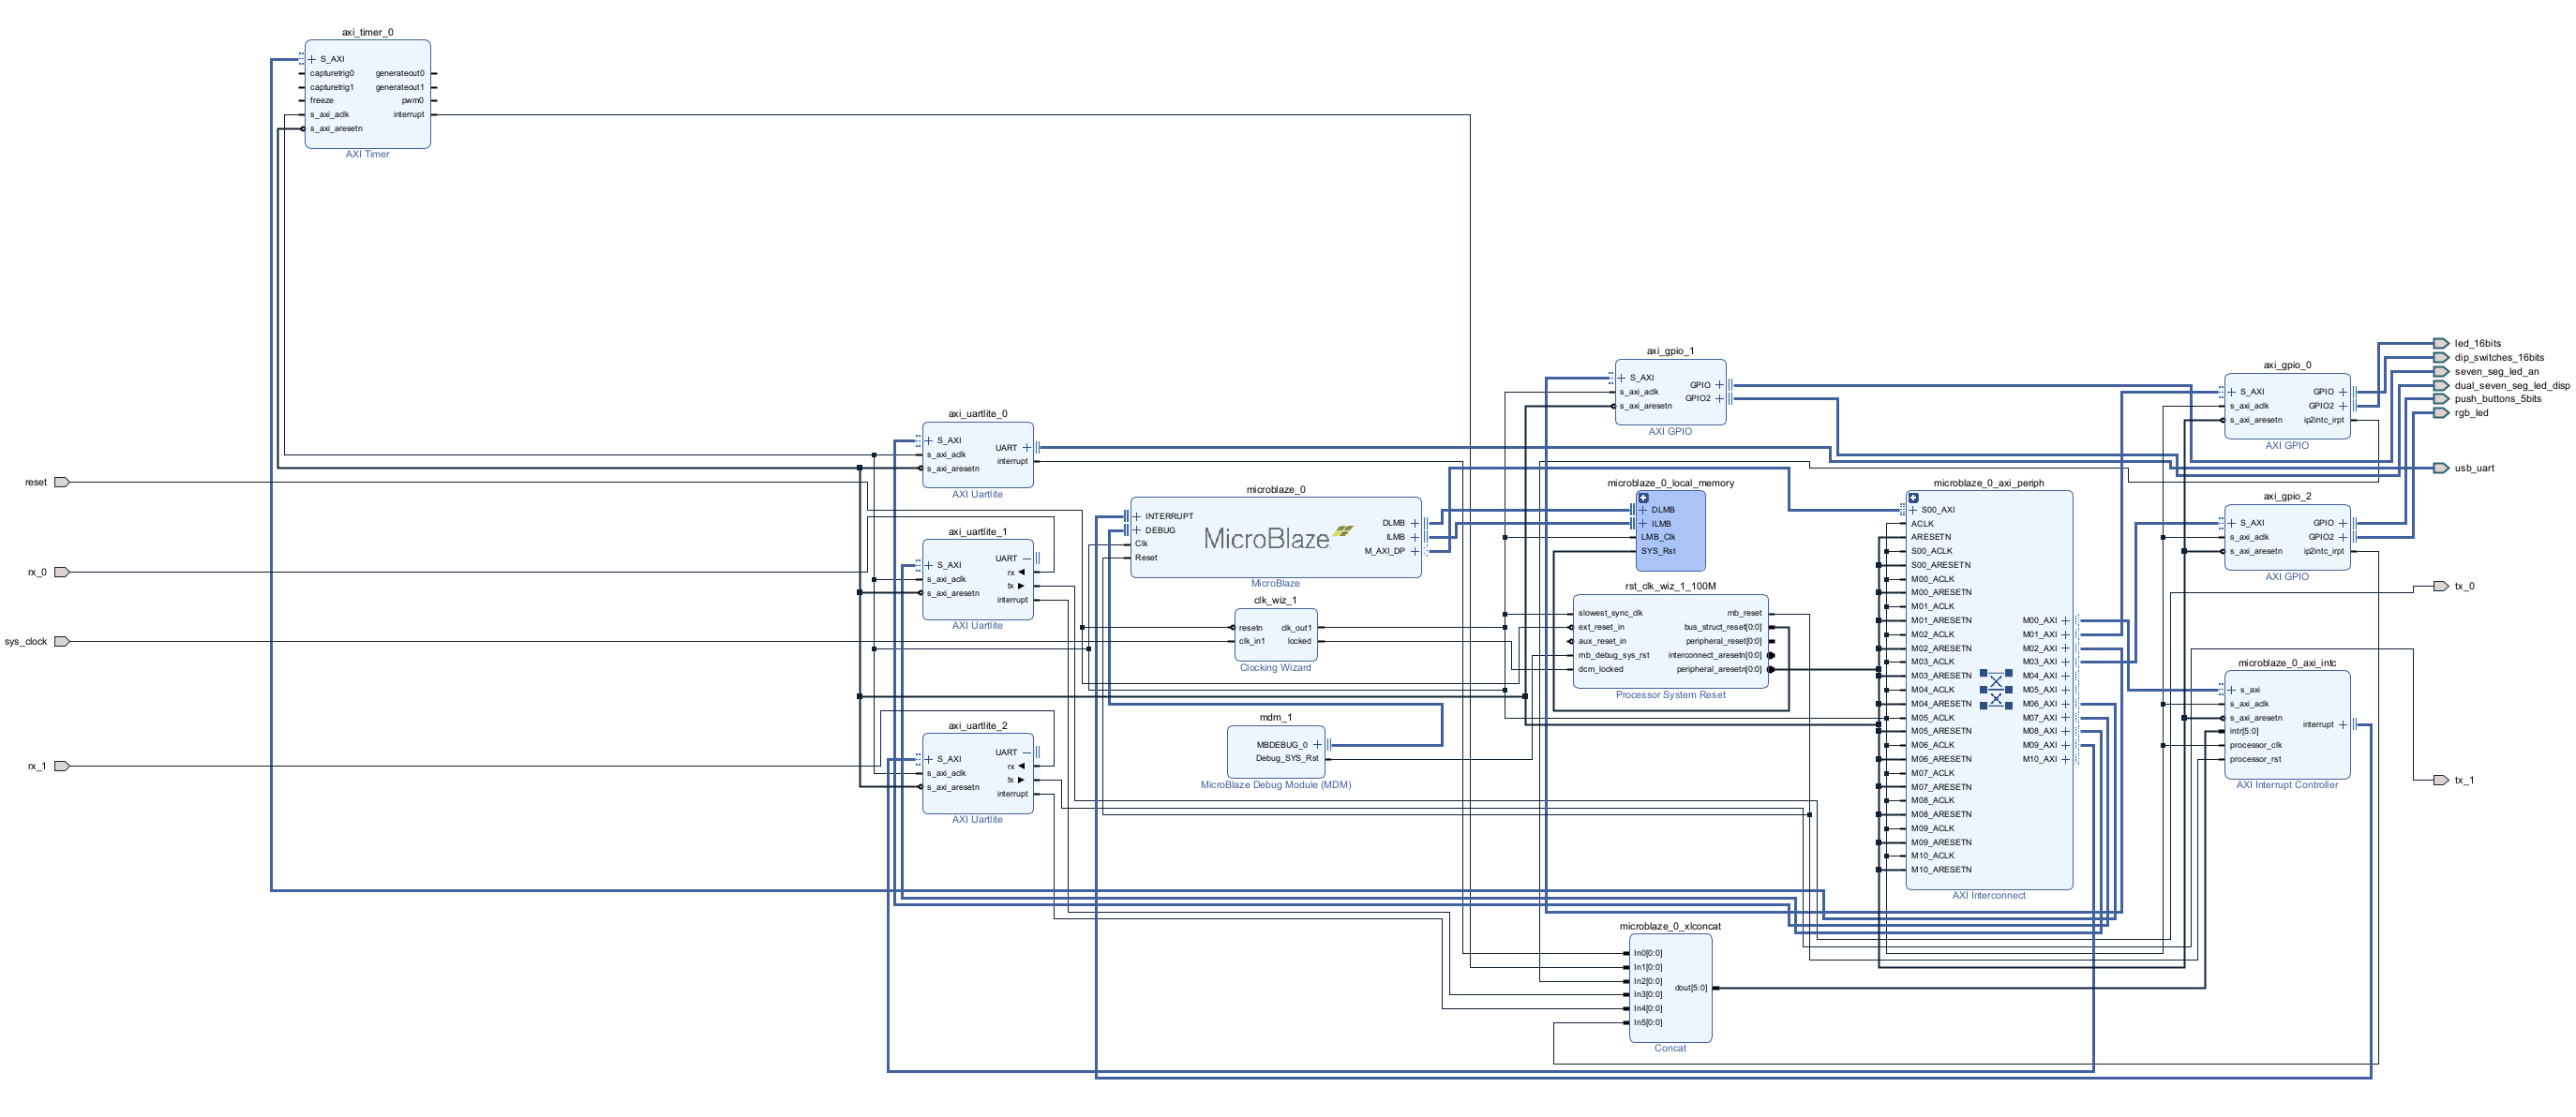 axi_timer_0
S_AXI
capturetrig0
capturetrig1
freeze
s_axi_aclk
s_axi_aresetn
generateout0
generateout1
pwm0
interrupt
AXI Timer
reset
rx_0
sys_clock
rx_1
axi_uartlite_0
S_AXI
s_axi_aclk
s_axi_aresetn
UART
interrupt
AXI Uartlite
axi_uartlite_1
S_AXI
s_axi_aclk
s_axi_aresetn
UART
rx
tx
interrupt
AXI Uartlite
axi_uartlite_2
S_AXI
s_axi_aclk
s_axi_aresetn
UART
rx
tx
interrupt
AXI Uartlite
microblaze_0
INTERRUPT
DEBUG
Clk
Reset
MicroBlaze
DLMB
ILMB
M_AXI_DP
MicroBlaze
clk_wiz_1
resetn
clk_in1
clk_out1
locked
Clocking Wizard
mdm_1
MBDEBUG_0
Debug_SYS_Rst
MicroBlaze Debug Module (MDM)
axi_gpio_1
S_AXI
s_axi_aclk
s_axi_aresetn
GPIO
GPIO2
AXI GPIO
microblaze_0_local_memory
DLMB
ILMB
LMB_Clk
SYS_Rst
rst_clk_wiz_1_100M
slowest_sync_clk
ext_reset_in
aux_reset_in
mb_debug_sys_rst
dcm_locked
mb_reset
bus_struct_reset[0:0]
peripheral_reset[0:0]
interconnect_aresetn[0:0]
peripheral_aresetn[0:0]
Processor System Reset
microblaze_0_xlconcat
In0[0:0]
In1[0:0]
In2[0:0]
In3[0:0]
In4[0:0]
In5[0:0]
dout[5:0]
Concat
microblaze_0_axi_periph
S00_AXI
ACLK
ARESETN
S00_ACLK
S00_ARESETN
M00_ACLK
M00_ARESETN
M01_ACLK
M01_ARESETN
M02_ACLK
M02_ARESETN
M03_ACLK
M03_ARESETN
M04_ACLK
M04_ARESETN
M05_ACLK
M05_ARESETN
M06_ACLK
M06_ARESETN
M07_ACLK
M07_ARESETN
M08_ACLK
M08_ARESETN
M09_ACLK
M09_ARESETN
M10_ACLK
M10_ARESETN
M00_AXI
M01_AXI
M02_AXI
M03_AXI
M04_AXI
M05_AXI
M06_AXI
M07_AXI
M08_AXI
M09_AXI
M10_AXI
AXI Interconnect
axi_gpio_0
S_AXI
s_axi_aclk
s_axi_aresetn
GPIO
GPIO2
ip2intc_irpt
AXI GPIO
axi_gpio_2
S_AXI
s_axi_aclk
s_axi_aresetn
GPIO
GPIO2
ip2intc_irpt
AXI GPIO
microblaze_0_axi_intc
s_axi
s_axi_aclk
s_axi_aresetn
intr[5:0]
processor_clk
processor_rst
interrupt
AXI Interrupt Controller
led_16bits
dip_switches_16bits
seven_seg_led_an
dual_seven_seg_led_disp
push_buttons_5bits
rgb_led
usb_uart
tx_0
tx_1